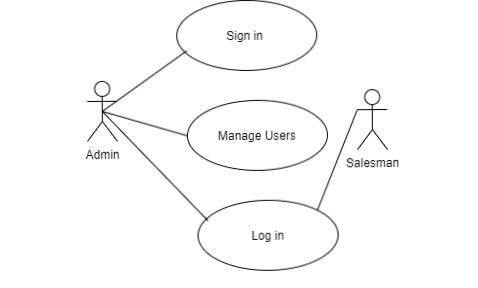 Sign in
Manage Users
Admin
Salesman
Log in